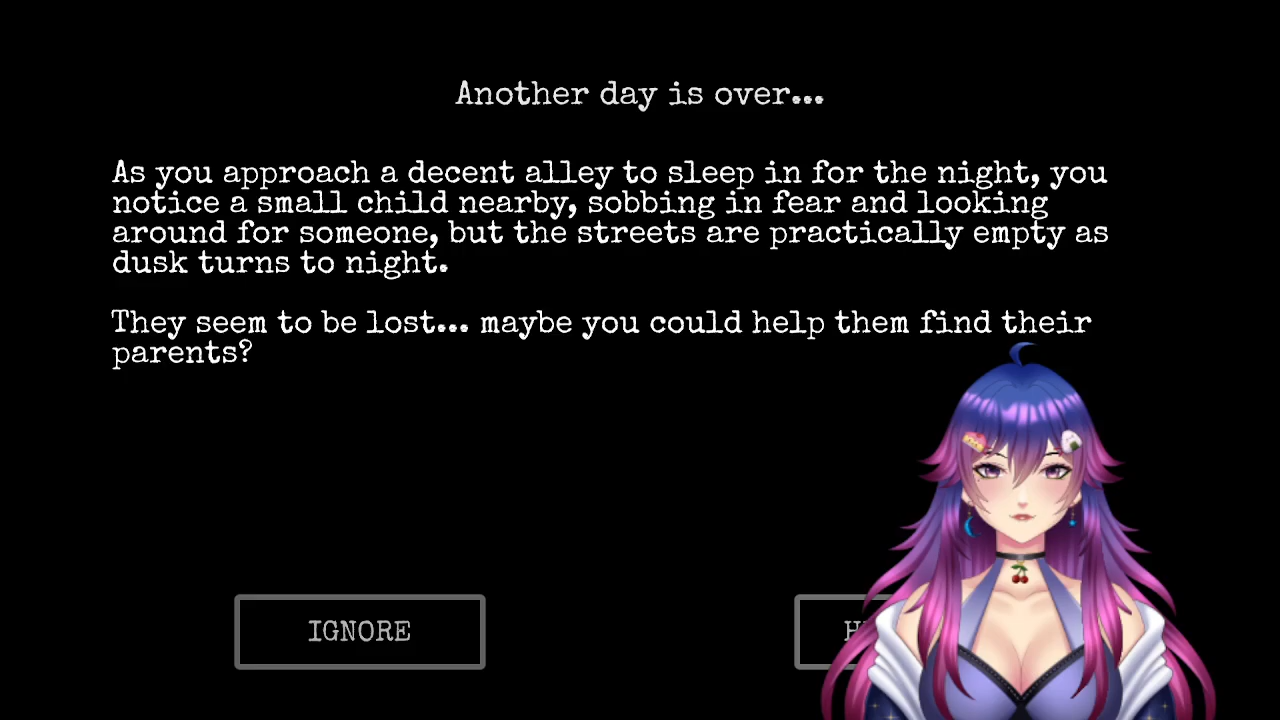 Another day is over...
As you approach a decent alley to sleep in for the night, you
notice a small child nearby, sobbing in fear and looking
around for someone, but the streets are practically empty as
dusk turns to night.
They seem to be lost... maybe you could help them find their
parents?
IGNORE